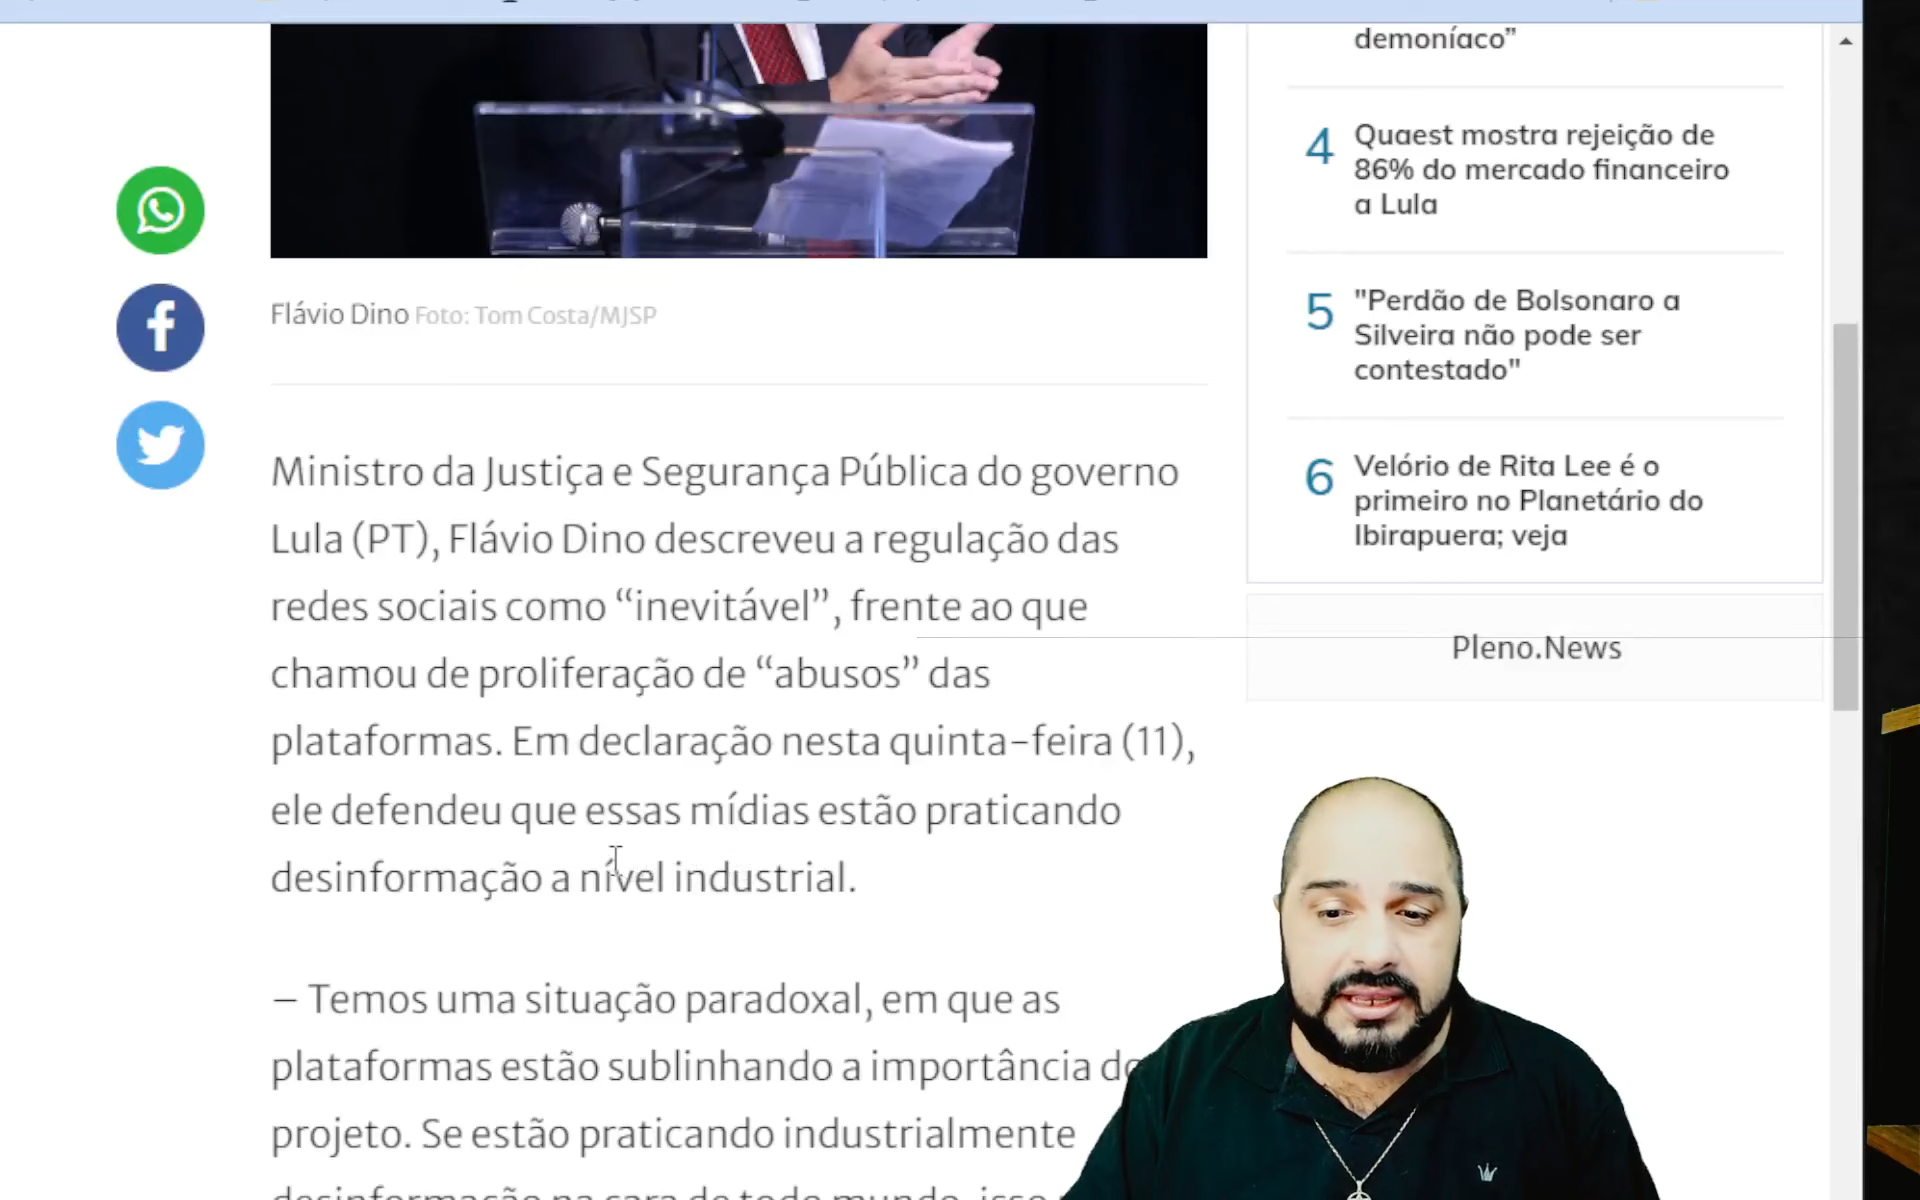 Flávio Dino Foto: Tom Costa/MJSP
Ministro da Justiça e Segurança Pública do governo
Lula (PT), Flávio Dino descreveu a regulação das
redes sociais como “inevitável”, frente ao que
chamou de proliferação de “abusos” das
plataformas. Em declaração nesta quinta-feira (11),
ele defendeu que essas mídias estão praticando
desinformação a nível industrial.
– Temos uma situação paradoxal, em que as
plataformas estão sublinhando a importância do
projeto. Se estão praticando industrialmente
desinformação na cara de todo mundo, isso
demoníaco”
4 Quaest mostra rejeição de
86% do mercado financeiro
a Lula
5 "Perdão de Bolsonaro a
Silveira não pode ser
contestado"
6 Velório de Rita Lee é o
primeiro no Planetário do
Ibirapuera; veja
Pleno.News